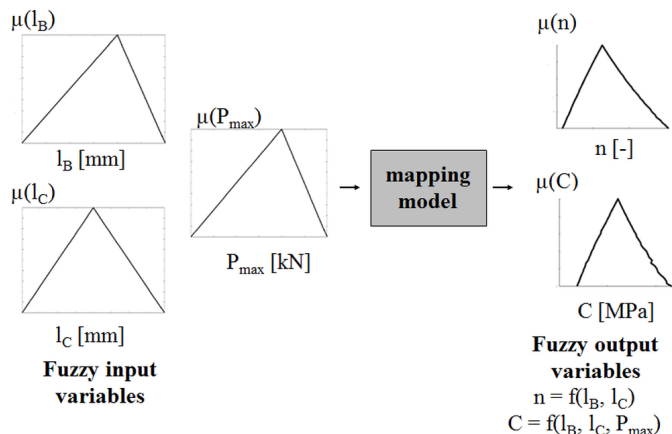 μ(l_B)
l_B [mm]
μ(l_C)
l_C [mm]
Fuzzy input
variables
μ(P_max)
P_max [kN]
mapping
model
μ(n)
n [-]
μ(C)
C [MPa]
Fuzzy output
variables
n = f(l_B, l_C)
C = f(l_B, l_C, P_max)